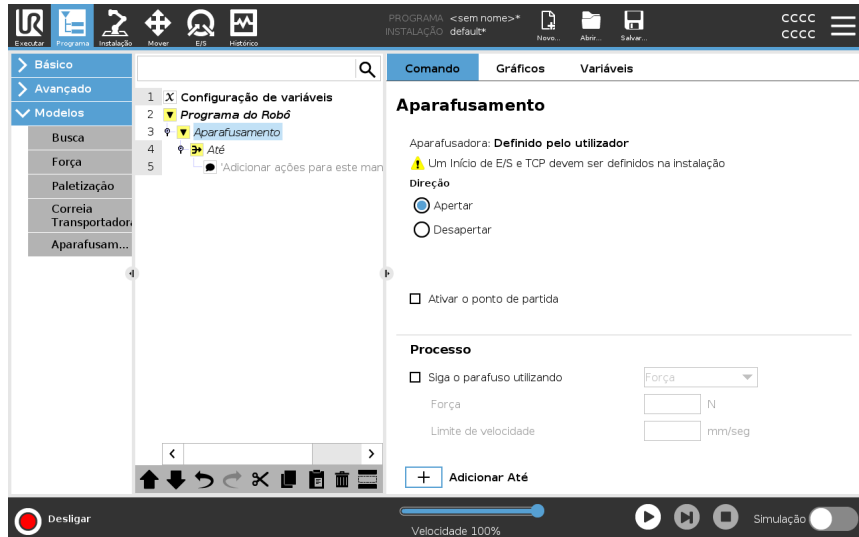 UR
Executar
Programa
Instalação
Mover
E/S
Histórico
PROGRAMA <sem nome>*
INSTALAÇÃO default*
Novo...
Abrir...
Salvar...
CCCC
CCCC
Básico
Avançado
Modelos
Busca
Força
Paletização
Correia
Transportadora
Aparafusam...
1 X Configuração de variáveis
2 Programa do Robô
3 Aparafusamento
4 Até
5 'Adicionar ações para este man
Comando Gráficos Variáveis
Aparafusamento
Aparafusadora: Definido pelo utilizador
Um Início de E/S e TCP devem ser definidos na instalação
Direção
Apertar
Desapertar
Ativar o ponto de partida
Processo
Siga o parafuso utilizando Força
Força N
Limite de velocidade mm/seg
+ Adicionar Até
Desligar
Velocidade 100%
Simulação